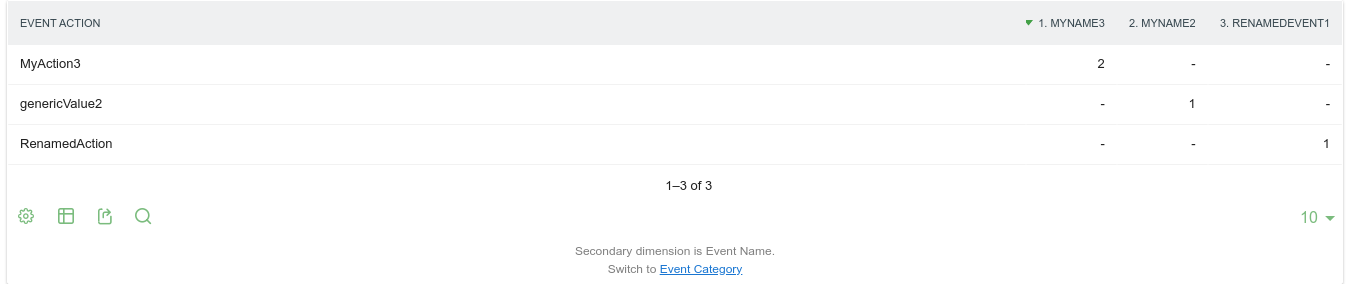 EVENT ACTION 1. MYNAME3 2. MYNAME2 3. RENAMEDEVENT1
MyAction3 2 - -
genericValue2 - 1 -
RenamedAction - - 1
1–3 of 3
10
Secondary dimension is Event Name.
Switch to Event Category